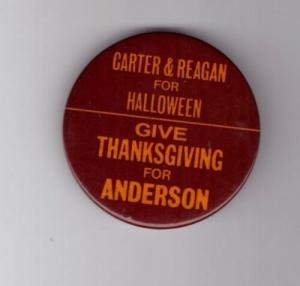 CARTER & REAGAN
FOR
HALLOWEEN
GIVE
THANKSGIVING
FOR
ANDERSON